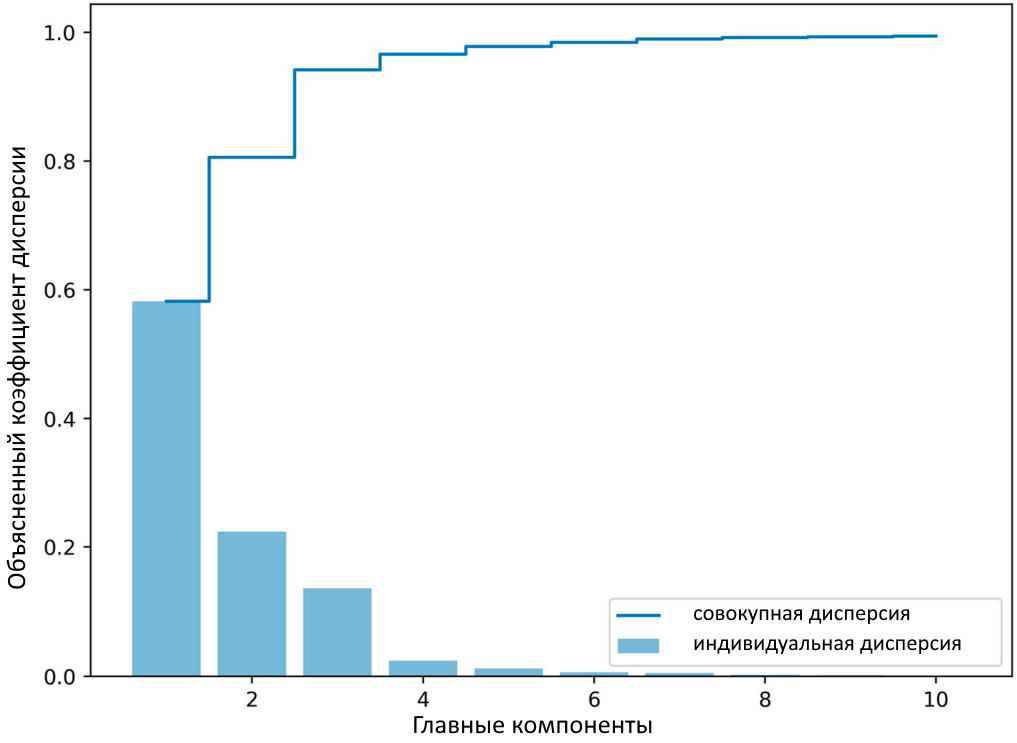 Объясненный коэффициент дисперсии
1.0
0.8
0.6
0.4
0.2
0.0
совокупная дисперсия
индивидуальная дисперсия
2 4 6 8 10
Главные компоненты